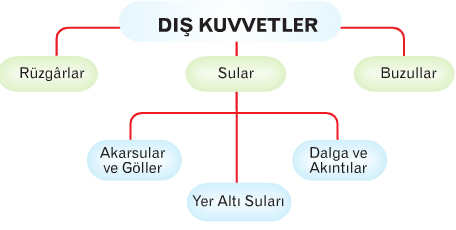 DIŞ KUVVETLER
Rüzgârlar
Sular
Buzullar
Akarsular
ve Göller
Dalga ve
Akıntılar
Yer Altı Suları